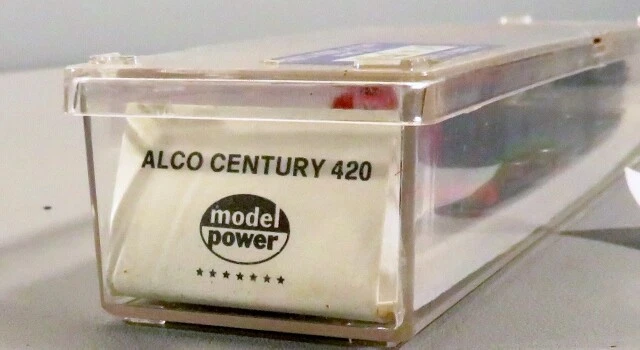 ALCO CENTURY 420
model
power
*******